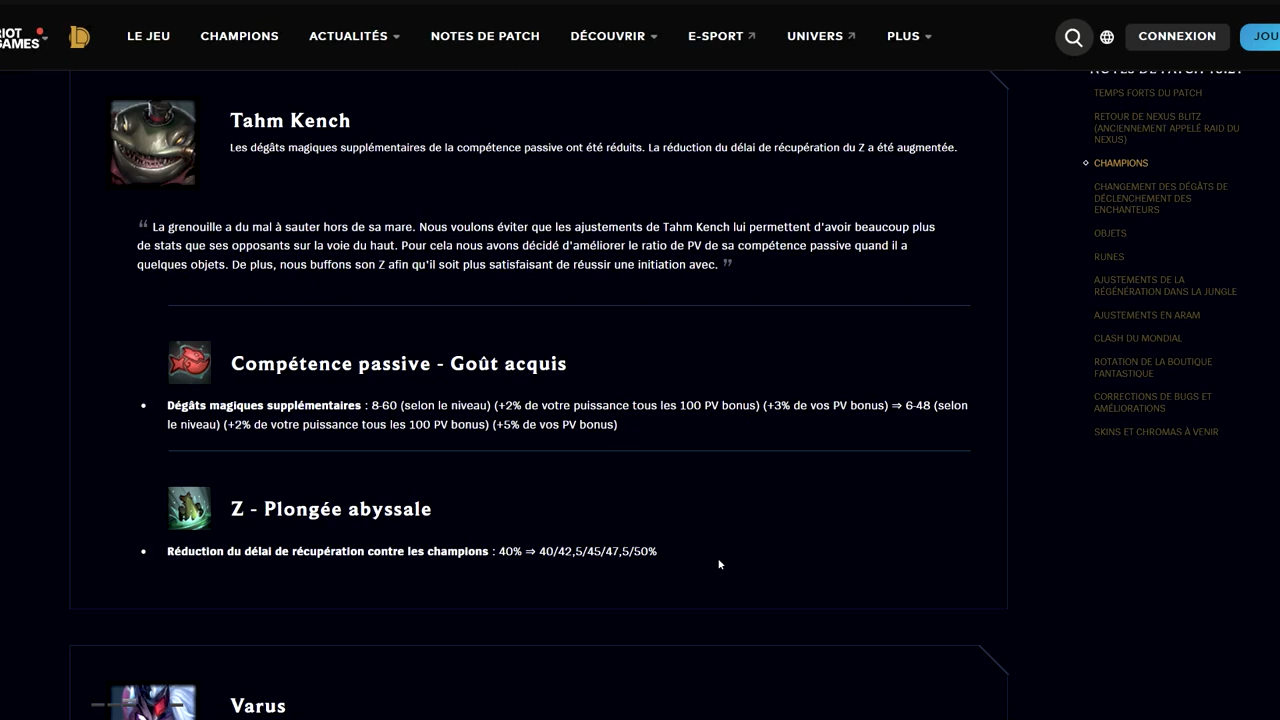 RIOT
GAMES
LE JEU
CHAMPIONS
ACTUALITÉS
NOTES DE PATCH
DÉCOUVRIR
E-SPORT
UNIVERS
PLUS
CONNEXION
JOU
Tahm Kench
Les dégâts magiques supplémentaires de la compétence passive ont été réduits. La réduction du délai de récupération du Z a été augmentée.
“ La grenouille a du mal à sauter hors de sa mare. Nous voulons éviter que les ajustements de Tahm Kench lui permettent d'avoir beaucoup plus
de stats que ses opposants sur la voie du haut. Pour cela nous avons décidé d'améliorer le ratio de PV de sa compétence passive quand il a
quelques objets. De plus, nous buffons son Z afin qu'il soit plus satisfaisant de réussir une initiation avec. ”
Compétence passive - Goût acquis
• Dégâts magiques supplémentaires : 8-60 (selon le niveau) (+2% de votre puissance tous les 100 PV bonus) (+3% de vos PV bonus) ⇒ 6-48 (selon
le niveau) (+2% de votre puissance tous les 100 PV bonus) (+5% de vos PV bonus)
Z - Plongée abyssale
• Réduction du délai de récupération contre les champions : 40% ⇒ 40/42,5/45/47,5/50%
Varus
NOTES DE PATCH
TEMPS FORTS DU PATCH
RETOUR DE NEXUS BLITZ
(ANCIENNEMENT APPELÉ RAID DU
NEXUS)
CHAMPIONS
CHANGEMENT DES DÉGÂTS DE
DÉCLENCHEMENT DES
ENCHANTEURS
OBJETS
RUNES
AJUSTEMENTS DE LA
RÉGÉNÉRATION DANS LA JUNGLE
AJUSTEMENTS EN ARAM
CLASH DU MONDIAL
ROTATION DE LA BOUTIQUE
FANTASTIQUE
CORRECTIONS DE BUGS ET
AMÉLIORATIONS
SKINS ET CHROMAS À VENIR